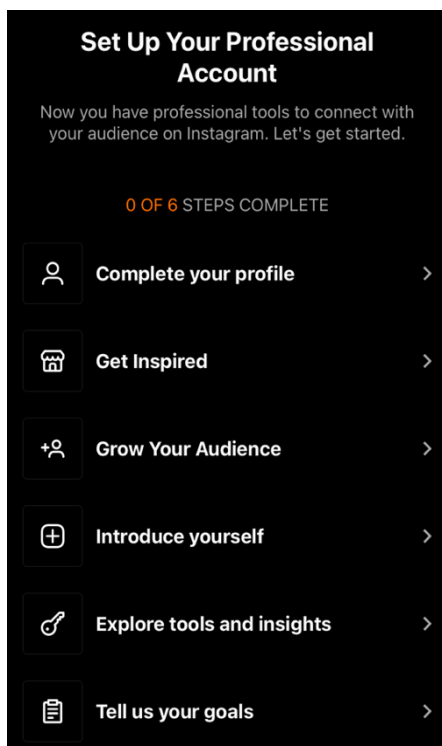 Set Up Your Professional
Account
Now you have professional tools to connect with
your audience on Instagram. Let's get started.
0 OF 6 STEPS COMPLETE
Complete your profile
Get Inspired
Grow Your Audience
Introduce yourself
Explore tools and insights
Tell us your goals